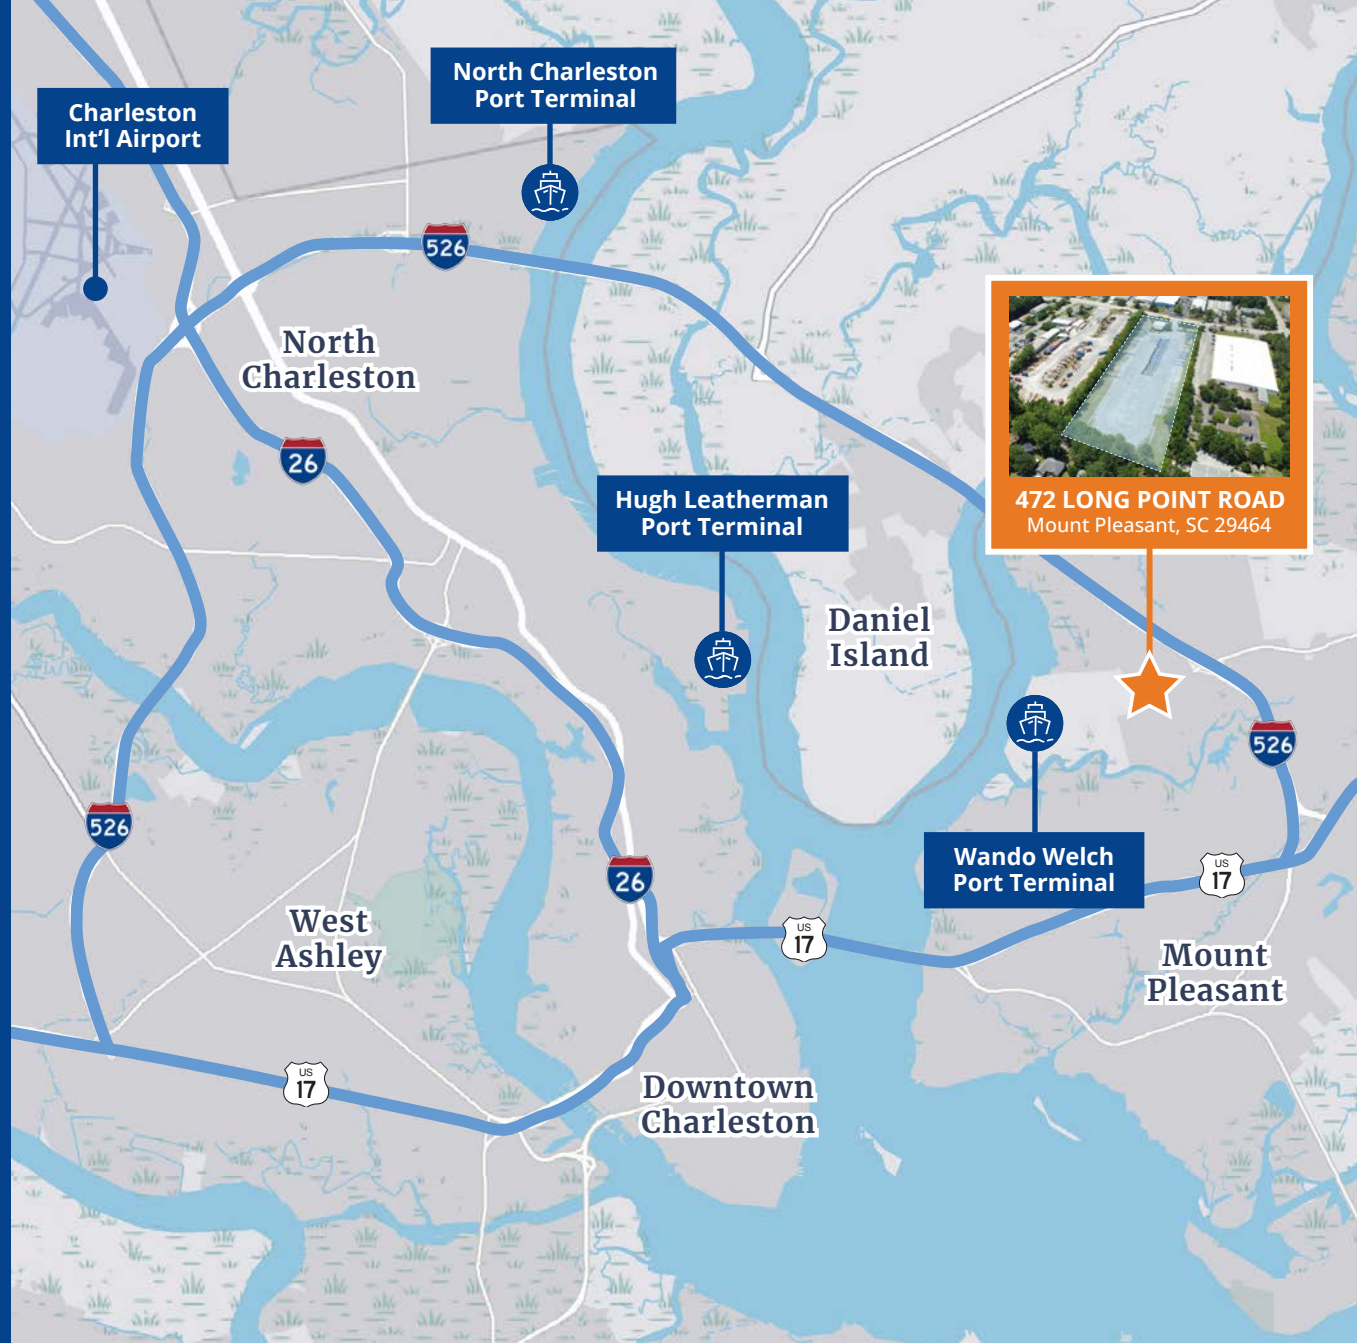 North Charleston
Port Terminal
Charleston
Int'l Airport
526
North
Charleston
26
Hugh Leatherman
Port Terminal
472 LONG POINT ROAD
Mount Pleasant, SC 29464
Daniel
Island
526
526
Wando Welch
Port Terminal
26
US
17
West
Ashley
US
17
Mount
Pleasant
US
17
Downtown
Charleston